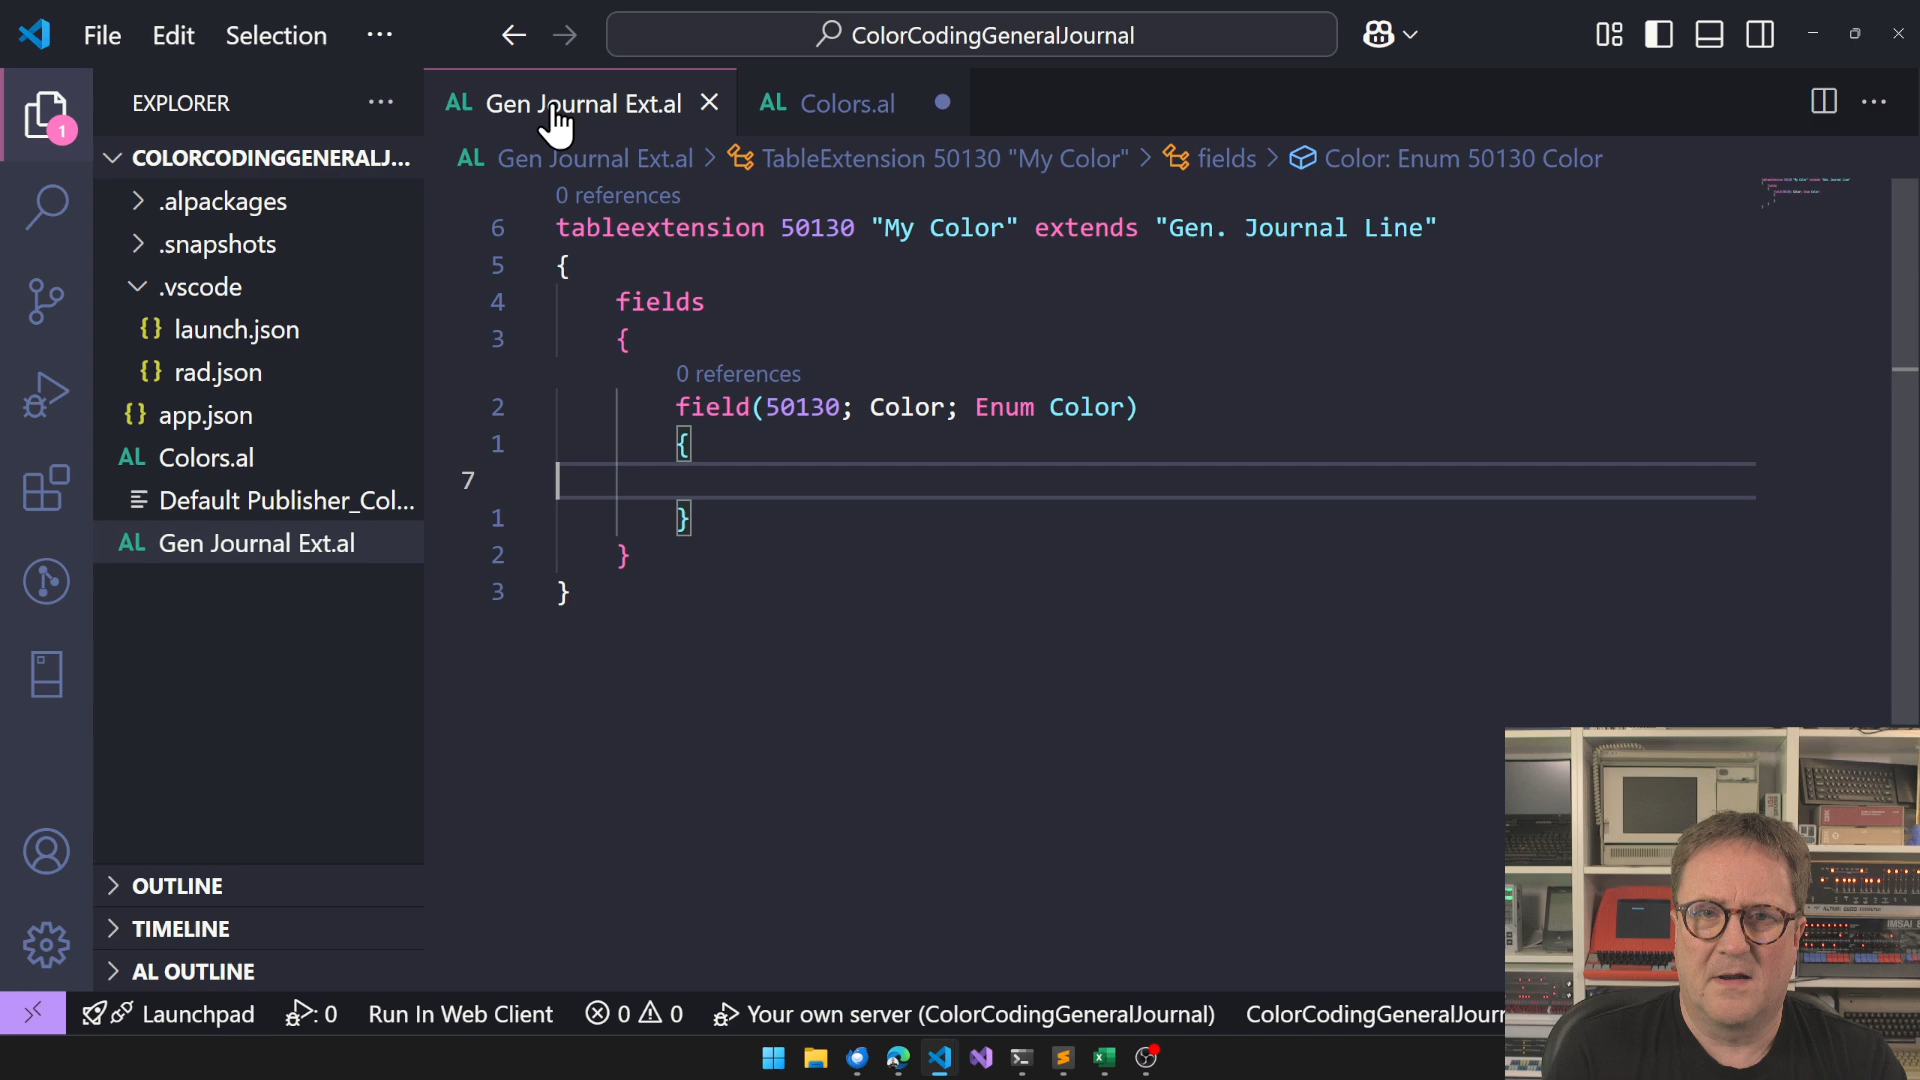 File Edit Selection ···
ColorCodingGeneralJournal
EXPLORER ···
1
AL Gen Journal Ext.al
AL Colors.al
COLORCODINGGENERALJ...
.alpackages
.snapshots
.vscode
{} launch.json
{} rad.json
{} app.json
AL Colors.al
Default Publisher_Col...
AL Gen Journal Ext.al
OUTLINE
TIMELINE
AL OUTLINE
AL Gen Journal Ext.al > TableExtension 50130 "My Color" > fields > Color: Enum 50130 Color
0 references
6 tableextension 50130 "My Color" extends "Gen. Journal Line"
5 {
4 fields
3 {
0 references
2 field(50130; Color; Enum Color)
1 {
7
1 }
2 }
3 }
Launchpad : 0 Run In Web Client 0 0 Your own server (ColorCodingGeneralJournal) ColorCodingGeneralJourr